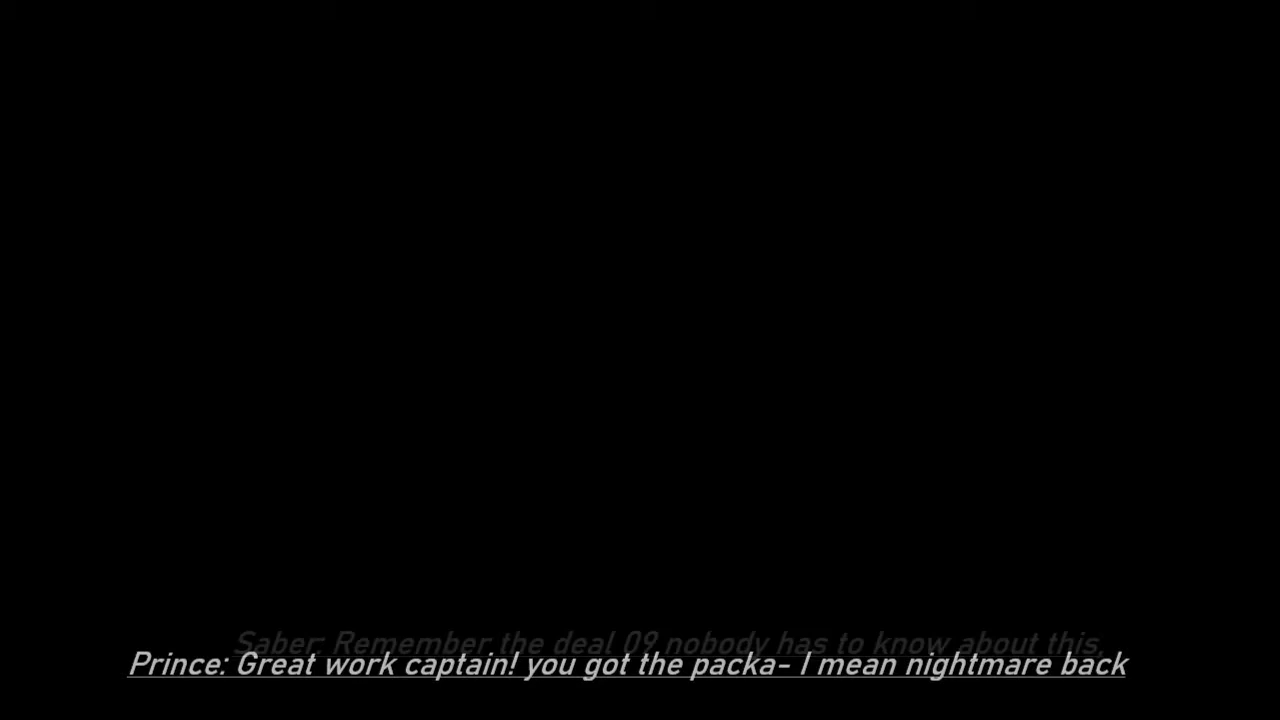 Saber: Remember the deal 09 nobody has to know about this,
Prince: Great work captain! you got the packa- I mean nightmare back